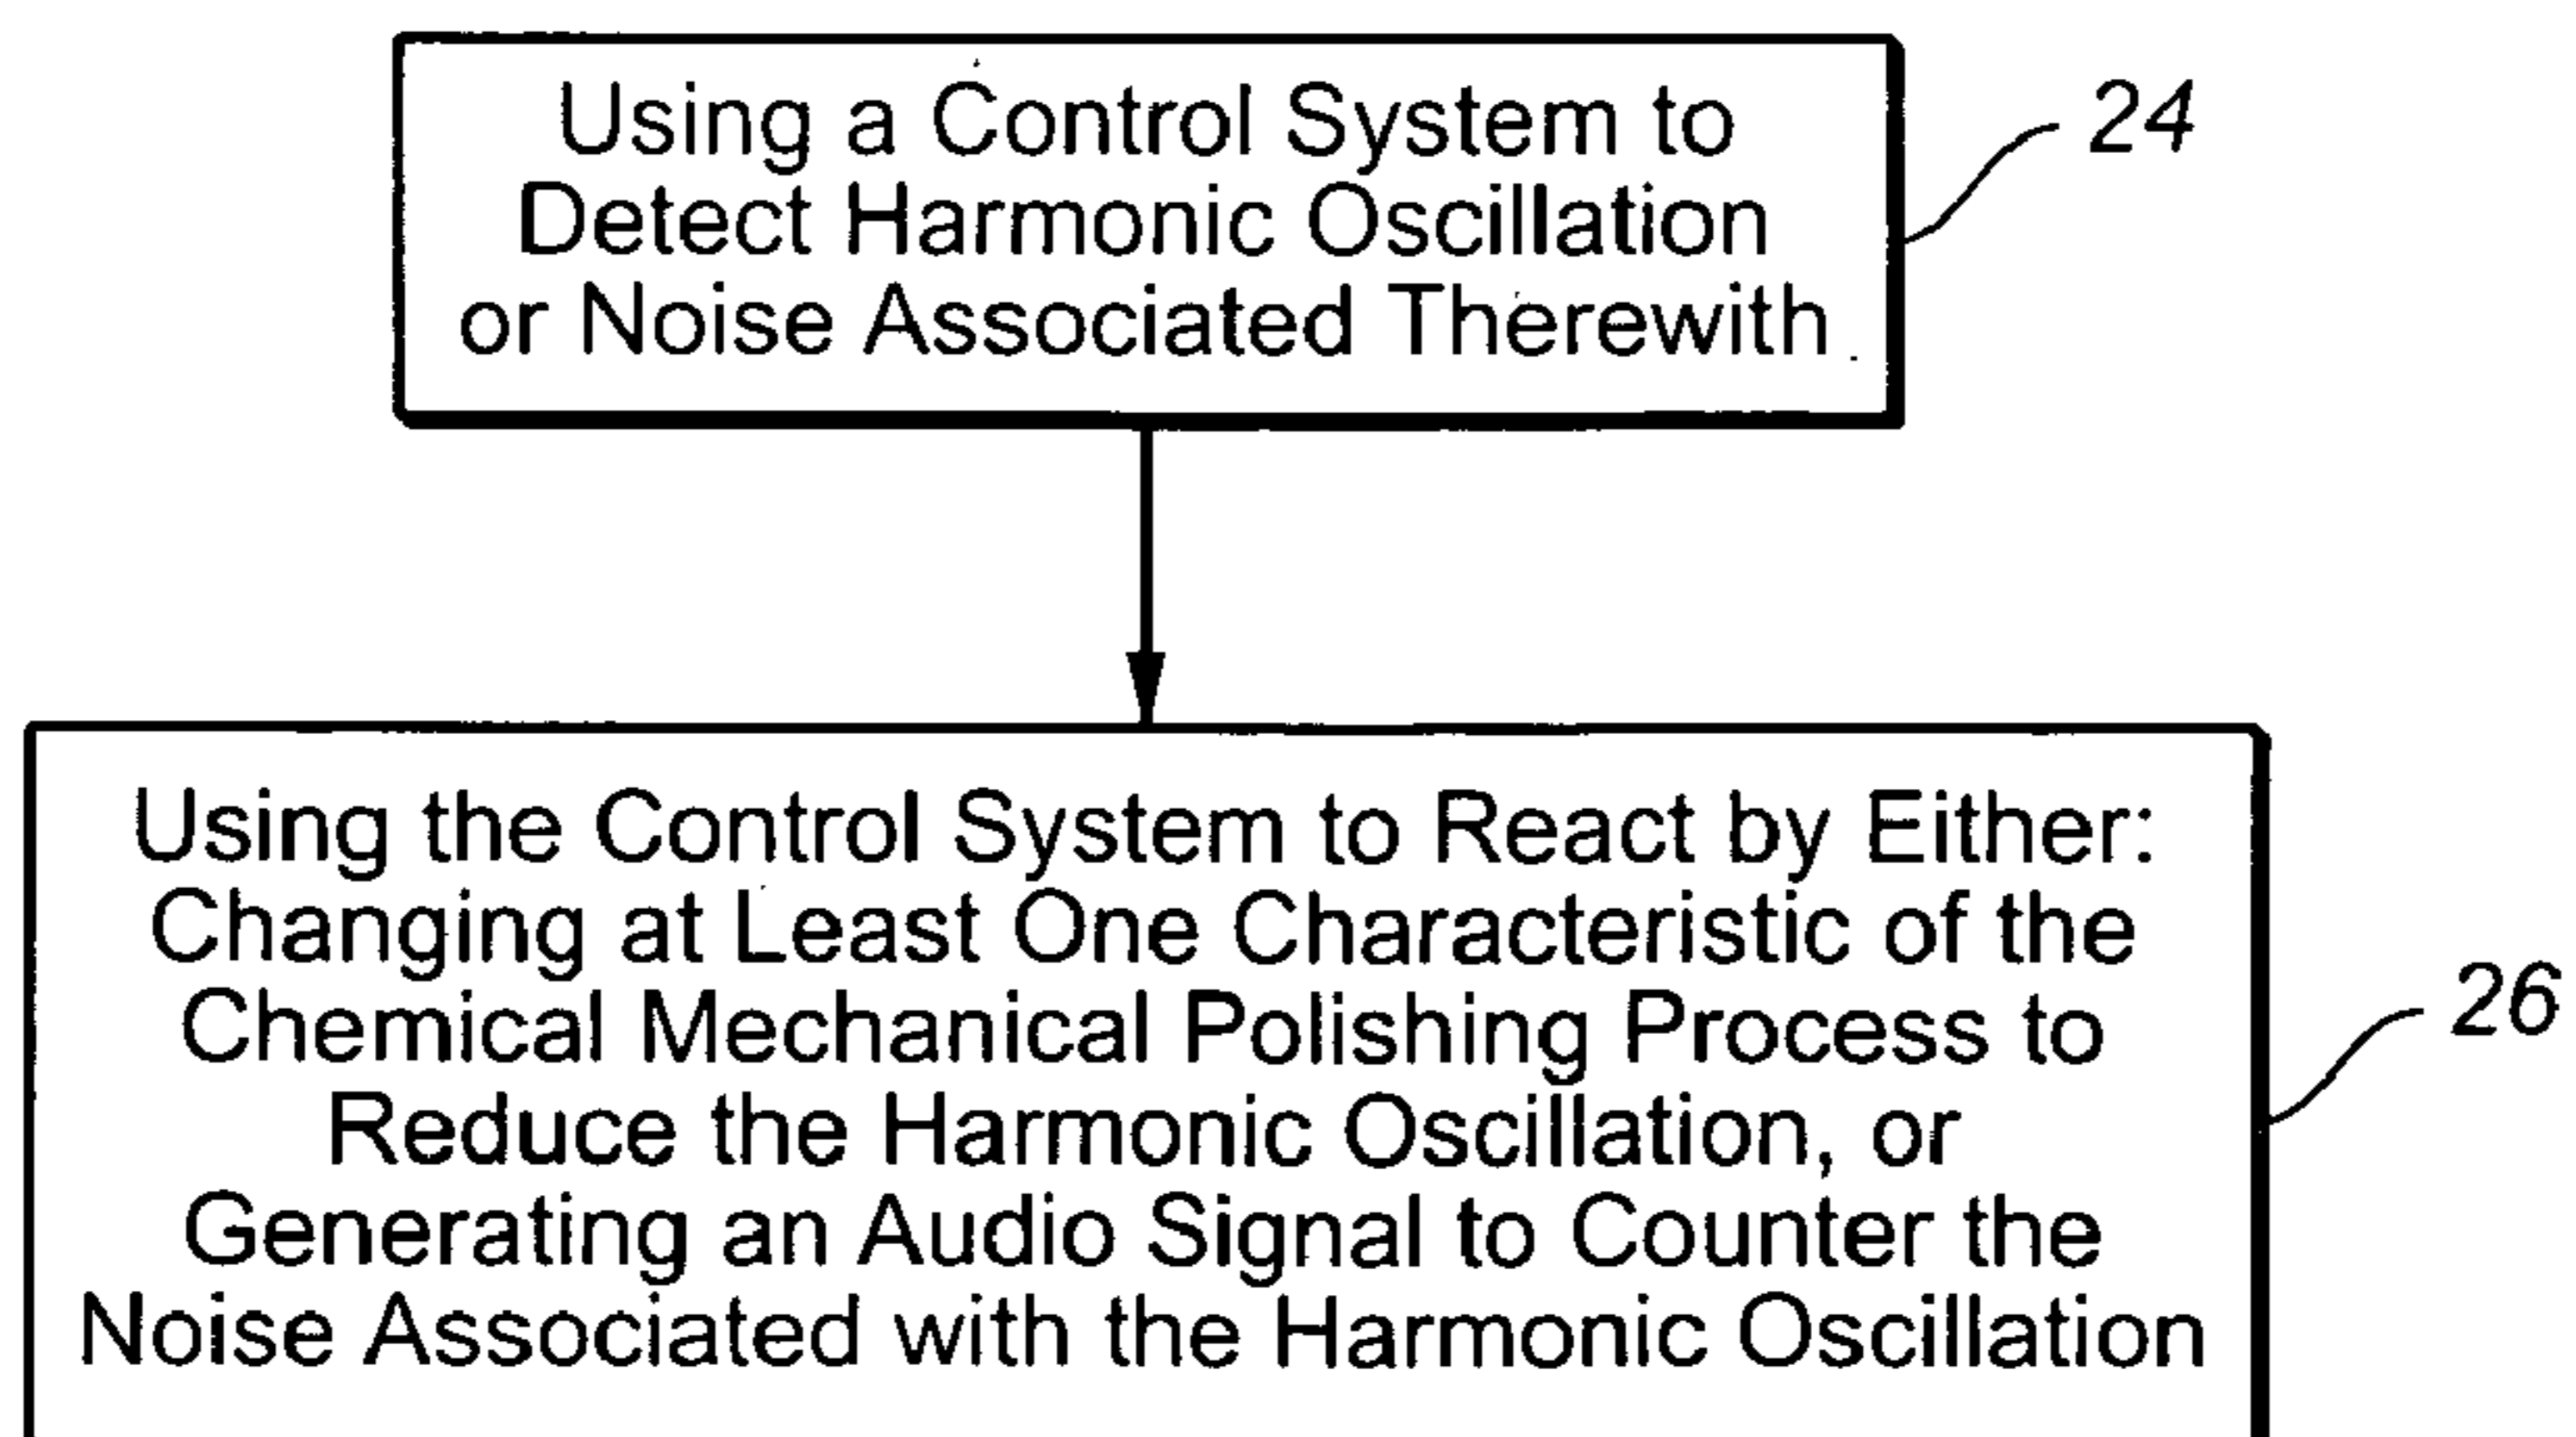 Using a Control System to
Detect Harmonic Oscillation
or Noise Associated Therewith
24
Using the Control System to React by Either:
Changing at Least One Characteristic of the
Chemical Mechanical Polishing Process to
Reduce the Harmonic Oscillation, or
Generating an Audio Signal to Counter the
Noise Associated with the Harmonic Oscillation
26